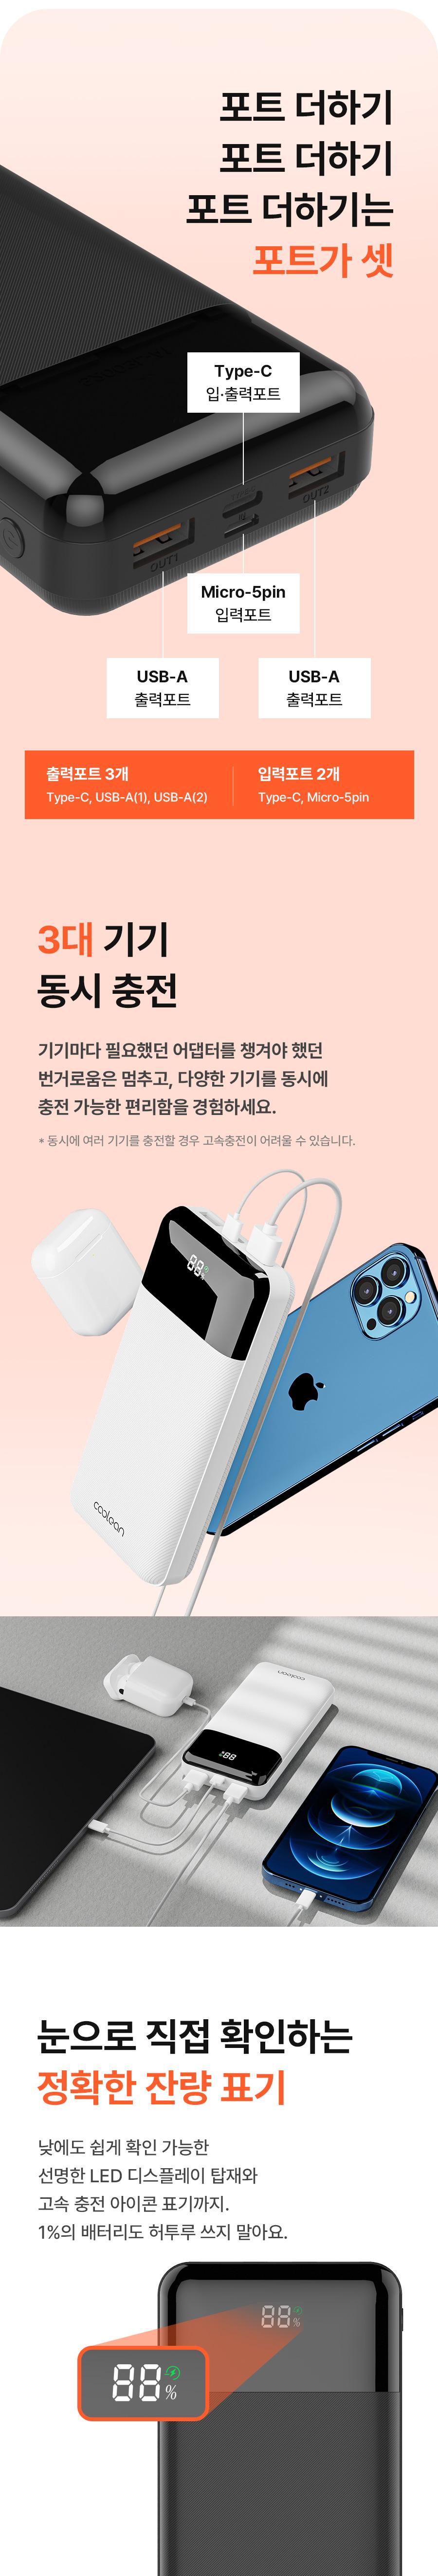 포트 더하기
포트 더하기
포트 더하기는
포트가 셋
Type-C
입·출력포트
OUT2
OUT1
Micro-5pin
입력포트
USB-A
출력포트
USB-A
출력포트
출력포트 3개
Type-C, USB-A(1), USB-A(2)
입력포트 2개
Type-C, Micro-5pin
3대 기기
동시 충전
기기마다 필요했던 어댑터를 챙겨야 했던
번거로움은 멈추고, 다양한 기기를 동시에
충전 가능한 편리함을 경험하세요.
* 동시에 여러 기기를 충전할 경우 고속충전이 어려울 수 있습니다.
88%
cooloan
cooloan
88
눈으로 직접 확인하는
정확한 잔량 표기
낮에도 쉽게 확인 가능한
선명한 LED 디스플레이 탑재와
고속 충전 아이콘 표기까지.
1%의 배터리도 허투루 쓰지 말아요.
88%
88%